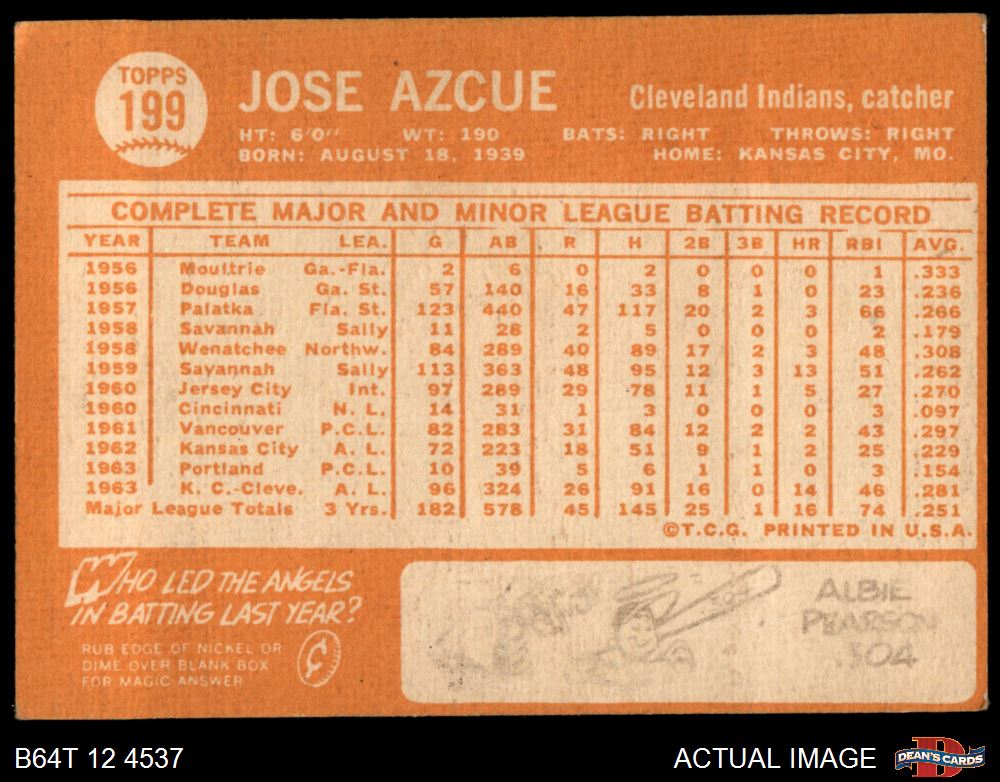 TOPPS
199
JOSE AZCUE
Cleveland Indians, catcher
HT: 6'0" WT: 190 BATS: RIGHT THROWS: RIGHT
BORN: AUGUST 18, 1939 HOME: KANSAS CITY, MO.
COMPLETE MAJOR AND MINOR LEAGUE BATTING RECORD
YEAR TEAM LEA. G AB R H 2B 3B HR RBI AVG.
1956 Moultrie Ga.-Fla. 2 6 0 2 0 0 0 1 .333
1956 Douglas Ga. St. 57 140 16 33 8 1 0 23 .236
1957 Palatka Fla. St. 123 440 47 117 20 2 3 66 .266
1958 Savannah Sally 11 28 2 5 0 0 0 2 .179
1958 Wenatchee Northw. 84 289 40 89 17 2 3 48 .308
1959 Savannah Sally 113 363 48 95 12 3 13 51 .262
1960 Jersey City Int. 97 289 29 78 11 1 5 27 .270
1960 Cincinnati N. L. 14 31 1 3 0 0 0 3 .097
1961 Vancouver P.C.L. 82 283 31 84 12 2 2 43 .297
1962 Kansas City A. L. 72 223 18 51 9 1 2 25 .229
1963 Portland P.C.L. 10 39 5 6 1 1 0 3 .154
1963 K. C.-Cleve. A. L. 96 324 26 91 16 0 14 46 .281
Major League Totals 3 Yrs. 182 578 45 145 25 1 16 74 .251
©T.C.G. PRINTED IN U.S.A.
WHO LED THE ANGELS
IN BATTING LAST YEAR?
RUB EDGE OF NICKEL OR
DIME OVER BLANK BOX
FOR MAGIC ANSWER
ALBIE
PEARSON
.304
B64T 12 4537
ACTUAL IMAGE
D
DEAN'S CARDS